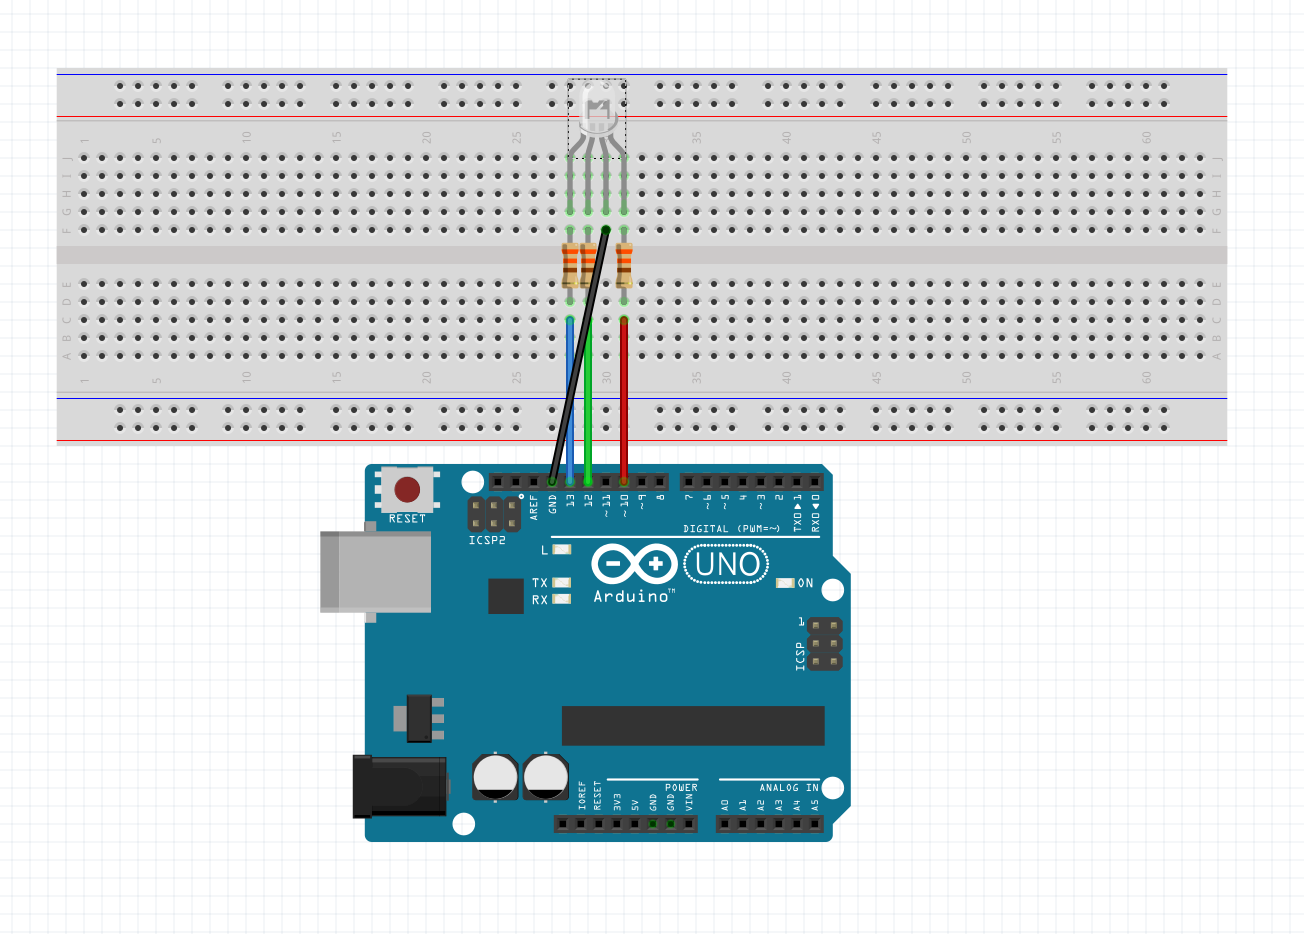 1 5 10 15 20 25 35 40 45 50 55 60
J J
I I
H H
G G
F F
E E
D D
C C
B B
A A
1 5 10 15 20 25 30 35 40 45 50 55 60
RESET
ICSP2
AREF GND 13 12 ~11 ~10 ~9 8 7 ~6 ~5 4 ~3 2 TX0▶1 RX0◀0
DIGITAL (PWM=~)
L
TX
RX
Arduino™
UNO
ON
1
ICSP
POWER
ANALOG IN
IOREF RESET 3V3 5V GND GND VIN A0 A1 A2 A3 A4 A5